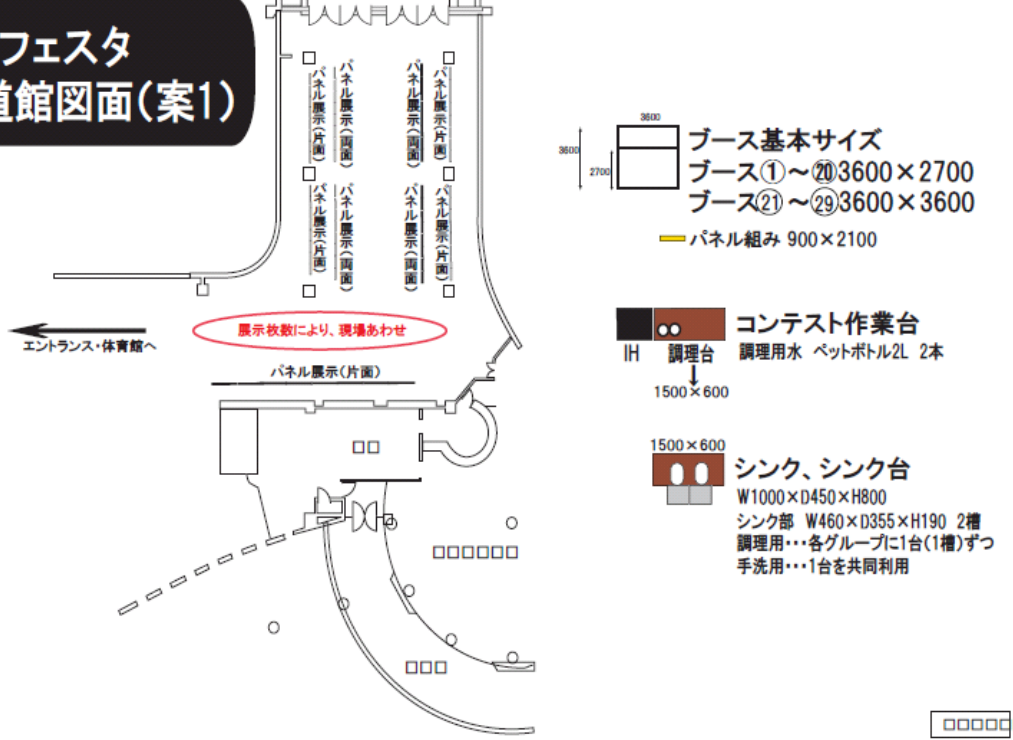 フェスタ
道館図面（案1）
パネル展示（片面）
パネル展示（両面）
パネル展示（両面）
パネル展示（片面）
パネル展示（片面）
パネル展示（両面）
パネル展示（両面）
パネル展示（片面）
展示枚数により、現場あわせ
エントランス・体育館へ
パネル展示（片面）
□□
□□□□□□
□□□
3600
3600
2700
ブース基本サイズ
ブース①～⑳3600×2700
ブース㉑～㉙3600×3600
パネル組み 900×2100
コンテスト作業台
IH 調理台 調理用水 ペットボトル2L 2本
1500×600
1500×600
シンク、シンク台
W1000×D450×H800
シンク部 W460×D355×H190 2槽
調理用･･･各グループに1台(1槽)ずつ
手洗用･･･1台を共同利用
□□□□□